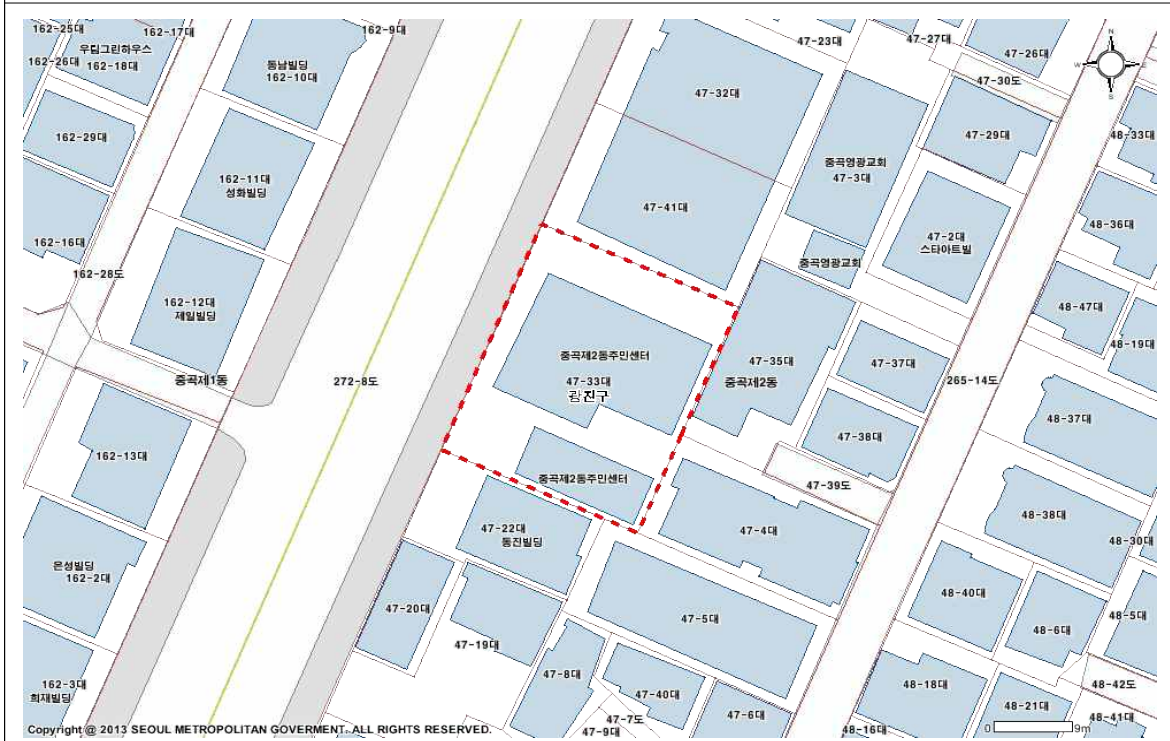 162-25대
162-17대
162-9대
우딤그린하우스
162-18대
162-26대
동남빌딩
162-10대
162-29대
162-11대
성화빌딩
162-16대
162-28도
162-12대
제일빌딩
중곡제1동
272-8도
162-13대
은성빌딩
162-2대
162-3대
희재빌딩
47-23대
47-27대
47-26대
47-30도
47-32대
47-29대
48-33대
중곡영광교회
47-3대
47-41대
48-36대
47-2대
스타아트빌
중곡영광교회
48-47대
48-19대
중곡제2동주민센터
47-33대
광진구
47-35대
중곡제2동
47-37대
265-14도
48-37대
47-38대
중곡제2동주민센터
47-39도
48-38대
47-22대
동진빌딩
47-4대
48-30대
47-20대
47-19대
47-5대
48-40대
48-6대
48-5대
47-8대
47-40대
47-7도
47-9대
47-6대
48-18대
48-42도
48-21대
48-41대
48-16대
N
W
E
S
0
9m
Copyright @ 2013 SEOUL METROPOLITAN GOVERMENT. ALL RIGHTS RESERVED.